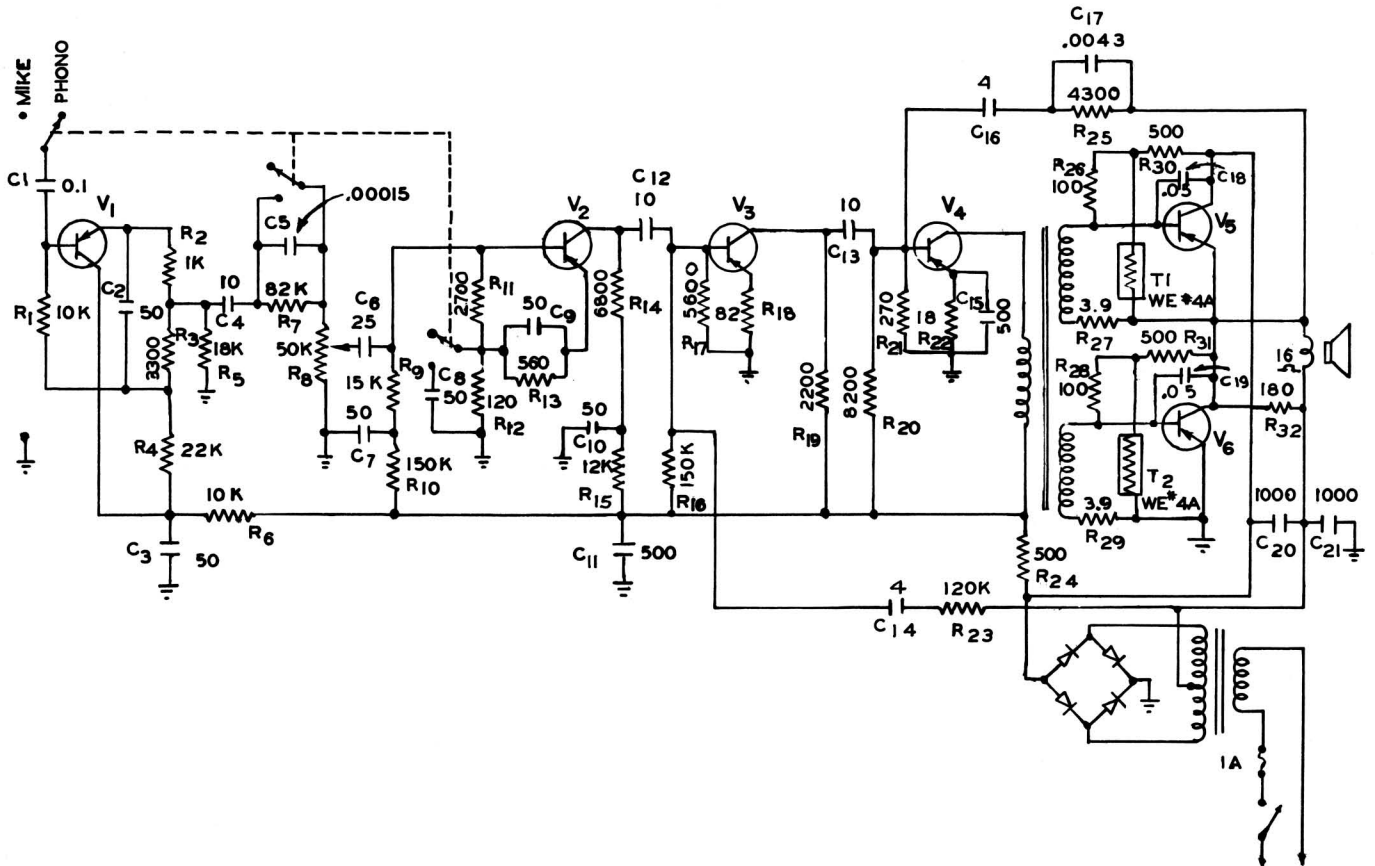 MIKE
PHONO
C1
0.1
V1
R1
10K
C2
50
R2
1K
R3
2300
18K
R5
R4
22K
10K
R6
C3
50
10
C4
C5
.00015
82K
R7
50K
R8
C6
25
R9
15K
50
C7
150K
R10
2700
R11
C8
50
120
R12
50
C9
560
R13
V2
6800
R14
50
C10
12K
R15
C11
500
C12
10
150K
R16
5600
R17
V3
82
R18
10
C13
2200
R19
8200
R20
V4
270
R21
18
R22
C15
500
4
C16
C17
.0043
4300
R25
4
C14
120K
R23
500
R24
R26
100
500
R30
.05
C18
V5
T1
WE #4A
3.9
R27
500
R31
R28
100
.05
C19
V6
T2
WE #4A
3.9
R29
16
180
R32
1000
C20
1000
C21
1A